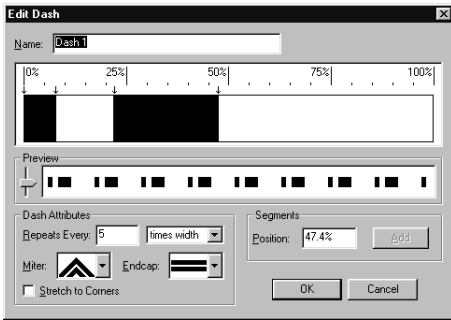 Edit Dash
Name: Dash 1
0% 25% 50% 75% 100%
Preview
Dash Attributes
Repeats Every: 5 times width
Miter: Endcap:
Stretch to Corners
Segments
Position: 47.4% Add
OK Cancel